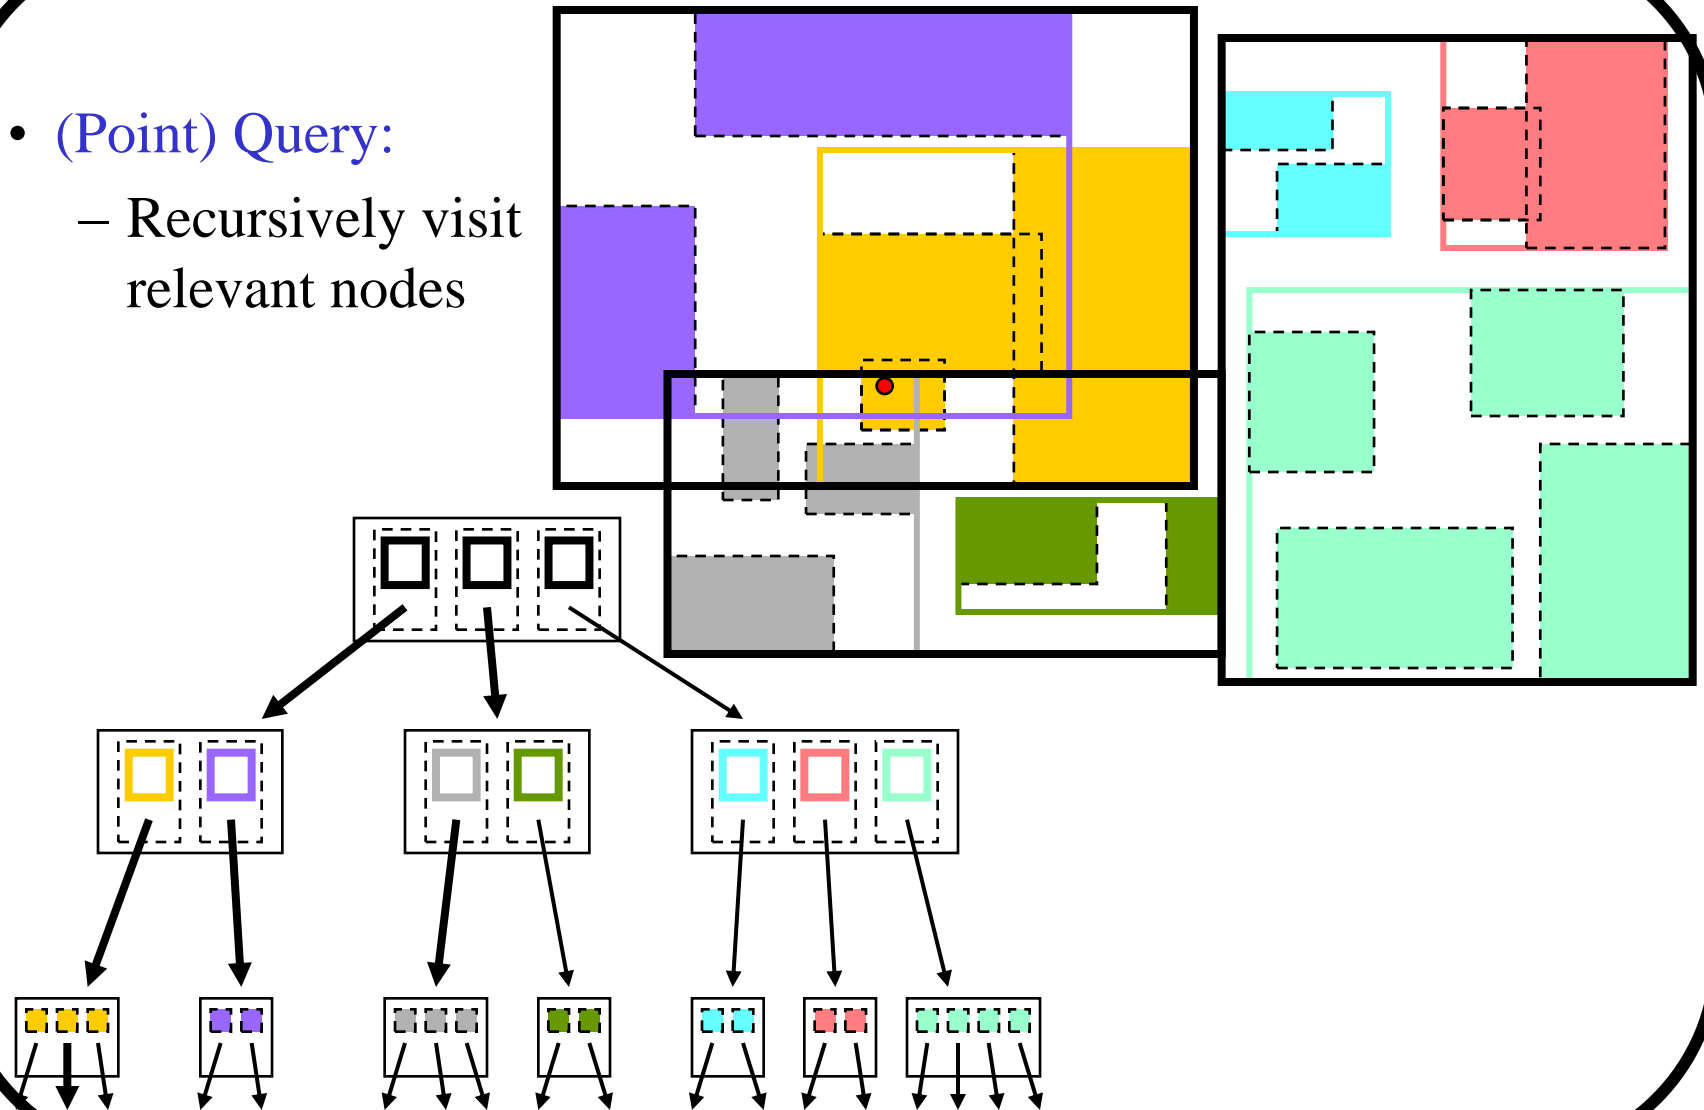 • (Point) Query:
– Recursively visit
relevant nodes